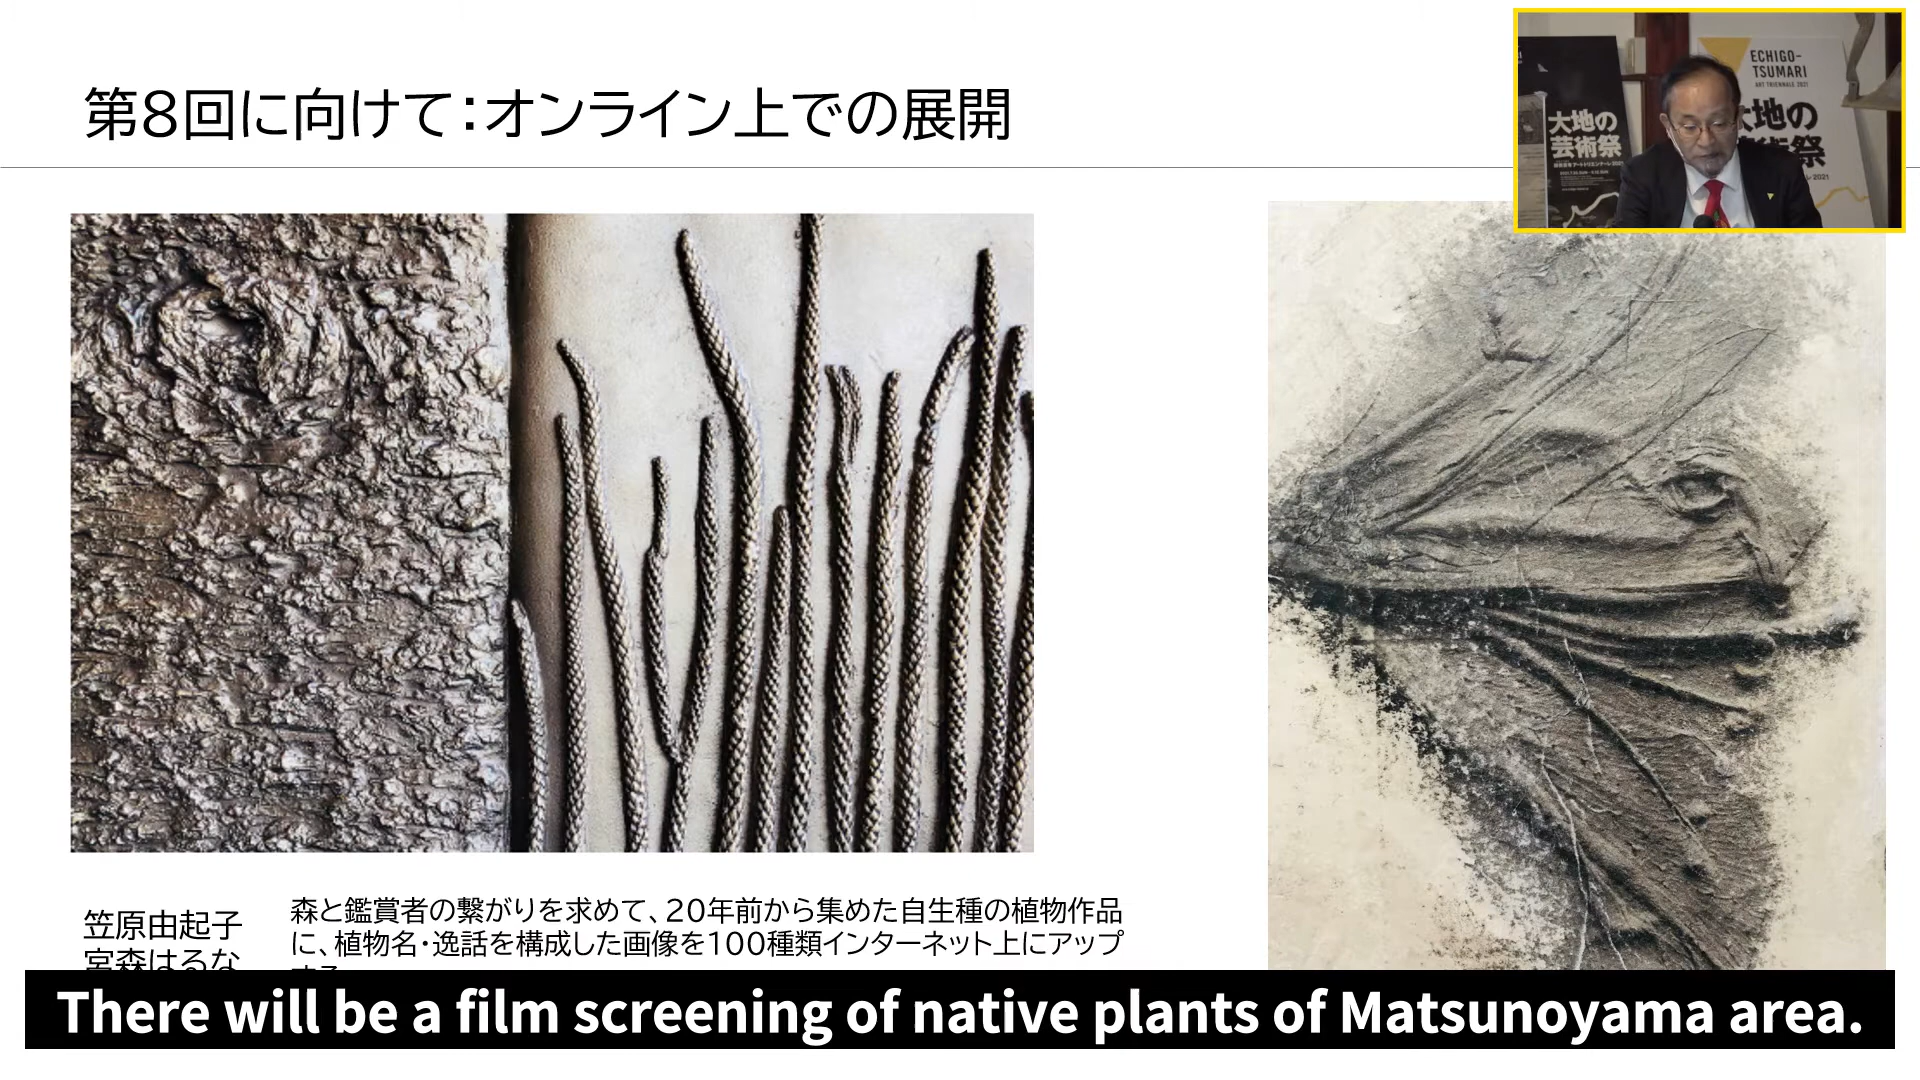 第8回に向けて：オンライン上での展開
ECHIGO-
TSUMARI
ART TRIENNALE 2021
大地の
芸術祭
大地の
術祭
笠原由起子
宮森はるな
森と鑑賞者の繋がりを求めて、20年前から集めた自生種の植物作品
に、植物名・逸話を構成した画像を100種類インターネット上にアップ
There will be a film screening of native plants of Matsunoyama area.